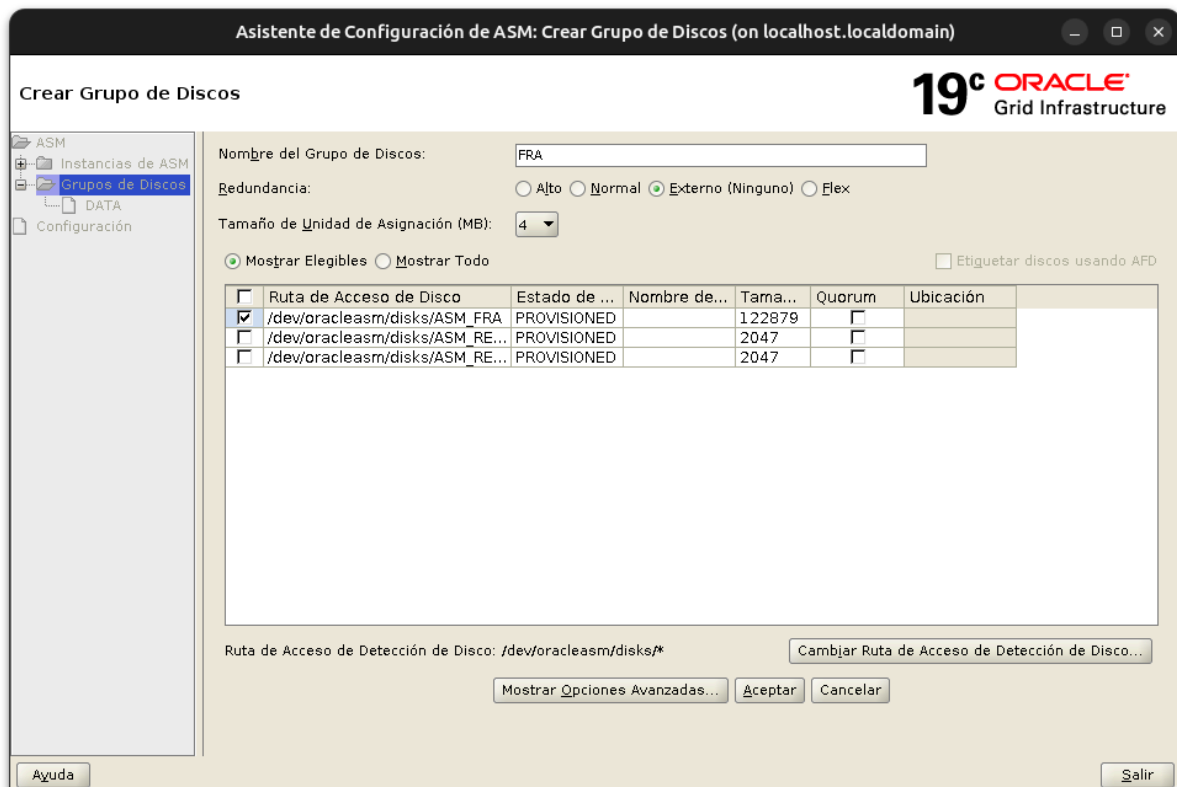 Asistente de Configuración de ASM: Crear Grupo de Discos (on localhost.localdomain)
Crear Grupo de Discos
19c ORACLE
Grid Infrastructure
ASM
Instancias de ASM
Grupos de Discos
DATA
Configuración
Nombre del Grupo de Discos: FRA
Redundancia: Alto Normal Externo (Ninguno) Flex
Tamaño de Unidad de Asignación (MB): 4
Mostrar Elegibles Mostrar Todo Etiquetar discos usando AFD
Ruta de Acceso de Disco Estado de ... Nombre de... Tama... Quorum Ubicación
/dev/oracleasm/disks/ASM_FRA PROVISIONED 122879
/dev/oracleasm/disks/ASM_RE... PROVISIONED 2047
/dev/oracleasm/disks/ASM_RE... PROVISIONED 2047
Ruta de Acceso de Detección de Disco: /dev/oracleasm/disks/* Cambiar Ruta de Acceso de Detección de Disco...
Mostrar Opciones Avanzadas... Aceptar Cancelar
Ayuda Salir